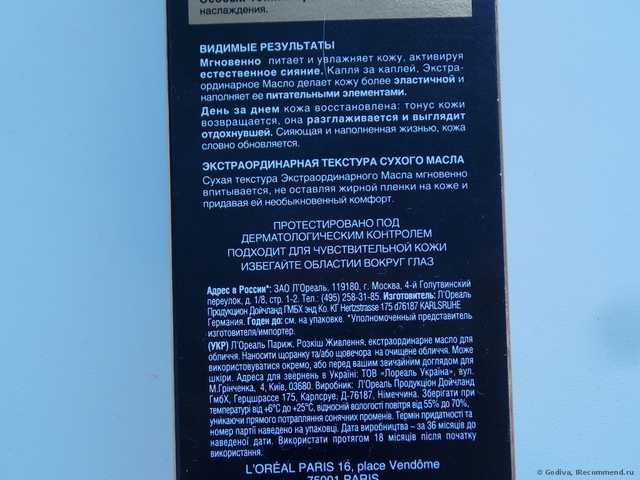 наслаждения.
ВИДИМЫЕ РЕЗУЛЬТАТЫ
Мгновенно питает и увлажняет кожу, активируя
естественное сияние. Капля за каплей, Экстра-
ординарное Масло делает кожу более эластичной и
наполняет ее питательными элементами.
День за днем кожа восстановлена: тонус кожи
возвращается, она разглаживается и выглядит
отдохнувшей. Сияющая и наполненная жизнью, кожа
словно обновляется.
ЭКСТРАОРДИНАРНАЯ ТЕКСТУРА СУХОГО МАСЛА
Сухая текстура Экстраординарного Масла мгновенно
впитывается, не оставляя жирной пленки на коже и
придавая ей необыкновенный комфорт.
ПРОТЕСТИРОВАНО ПОД
ДЕРМАТОЛОГИЧЕСКИМ КОНТРОЛЕМ
ПОДХОДИТ ДЛЯ ЧУВСТВИТЕЛЬНОЙ КОЖИ
ИЗБЕГАЙТЕ ОБЛАСТИ ВОКРУГ ГЛАЗ
Адрес в России*: ЗАО Л'Ореаль, 119180, г. Москва, 4-й Голутвинский
переулок, д. 1/8, стр. 1-2. Тел.: (495) 258-31-85. Изготовитель: Л'Ореаль
Продукцион Дойчланд ГМБХ энд Ко. КГ Hertzstrasse 175 d76187 KARLSRUHE
Германия. Годен до: см. на упаковке. *Уполномоченный представитель
изготовителя/импортер.
(УКР) Л'Ореаль Париж. Розкіш Живлення, екстраординарне масло для
обличчя. Наносити щоранку та/або щовечора на очищене обличчя. Може
використовуватися окремо, або перед вашим звичайним доглядом для
шкіри. Адреса для звернень в Україні: ТОВ «Лореаль Україна», вул.
М.Грінченка, 4, Київ, 03680. Виробник: Л'Ореаль Продукціон Дойчланд
ГмбХ, Герцштрассе 175, Карлсруе, Д-76187, Німеччина. Зберігати при
температурі від +6°С до +25°С, відносній вологості повітря від 55% до 70%,
уникаючи прямого потрапляння сонячних променів. Термін придатності та
номер партії наведено на упаковці. Дата виробництва – за 36 місяців до
наведеної дати. Використати протягом 18 місяців після початку
використання.
L'ORÉAL PARIS 16, place Vendôme
75001 PARIS
© Godiva, IRecommend.ru